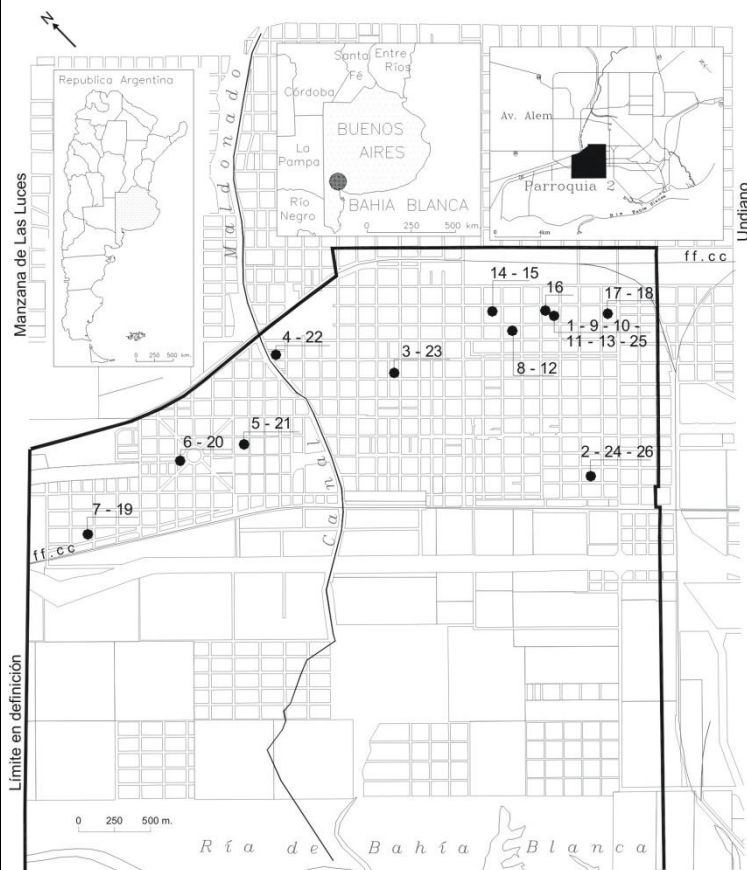 N
Republica Argentina
0 250 500 km.
Santa
Fé
Entre
Ríos
Córdoba
BUENOS
AIRES
La
Pampa
Río
Negro
BAHIA BLANCA
0 250 500 km.
Av. Alem
Parroquia 2
0 4km
Manzana de Las Luces
Maldonado
Undiano
ff.cc
14 - 15
16
17 - 18
1 - 9 - 10 -
11 - 13 - 25
4 - 22
3 - 23
8 - 12
5 - 21
6 - 20
2 - 24 - 26
7 - 19
ff.cc
Canal
Límite en definición
0 250 500 m.
Ría de Bahía Blanca